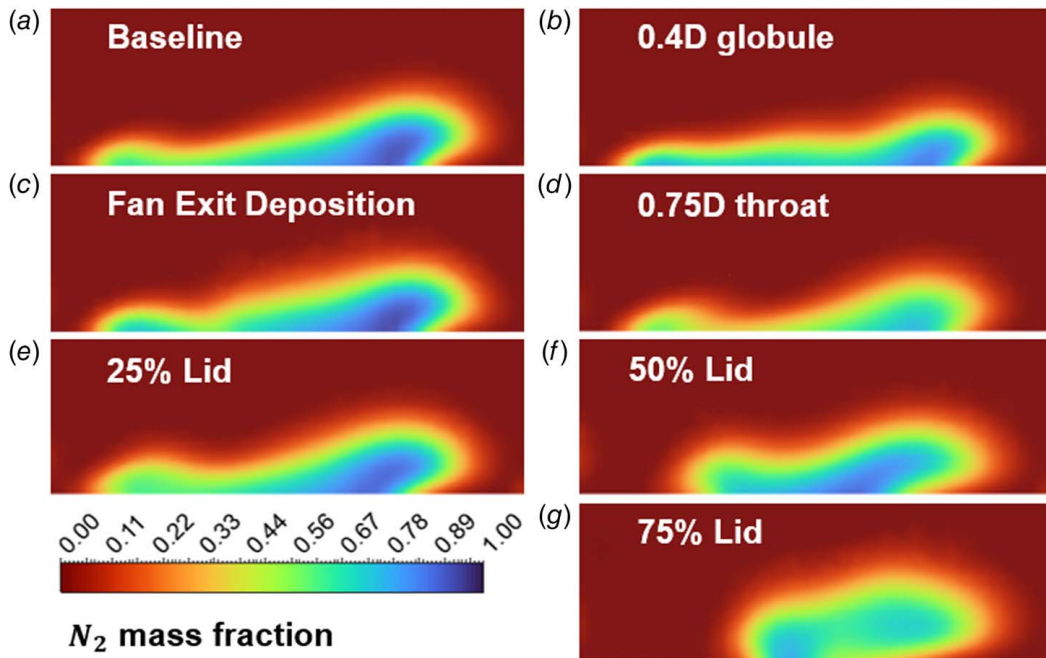 (a) Baseline
(b) 0.4D globule
(c) Fan Exit Deposition
(d) 0.75D throat
(e) 25% Lid
(f) 50% Lid
0.00 0.11 0.22 0.33 0.44 0.56 0.67 0.78 0.89 1.00
N₂ mass fraction
(g) 75% Lid